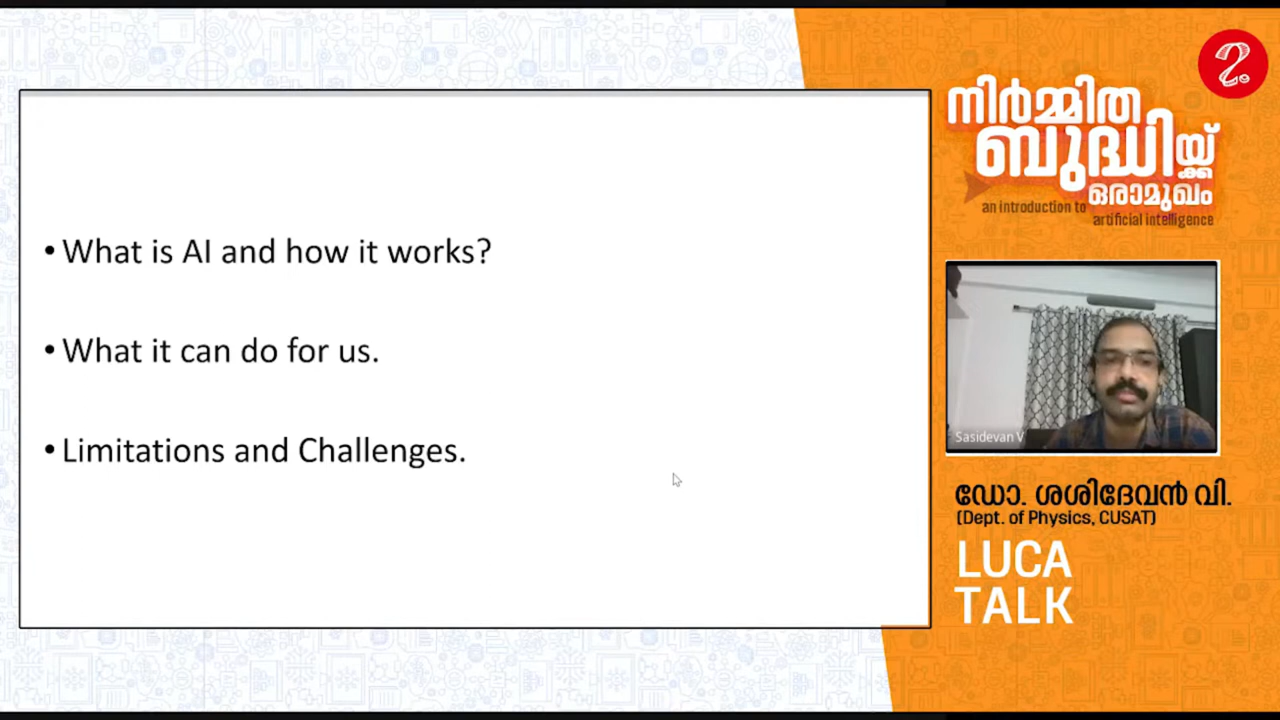 • What is AI and how it works?
• What it can do for us.
• Limitations and Challenges.
നിർമ്മിത
ബുദ്ധിയ്ക്ക്
ഒരാമുഖം
an introduction to
artificial intelligence
Sasidevan V
ഡോ. ശശിദേവൻ വി.
(Dept. of Physics, CUSAT)
LUCA
TALK